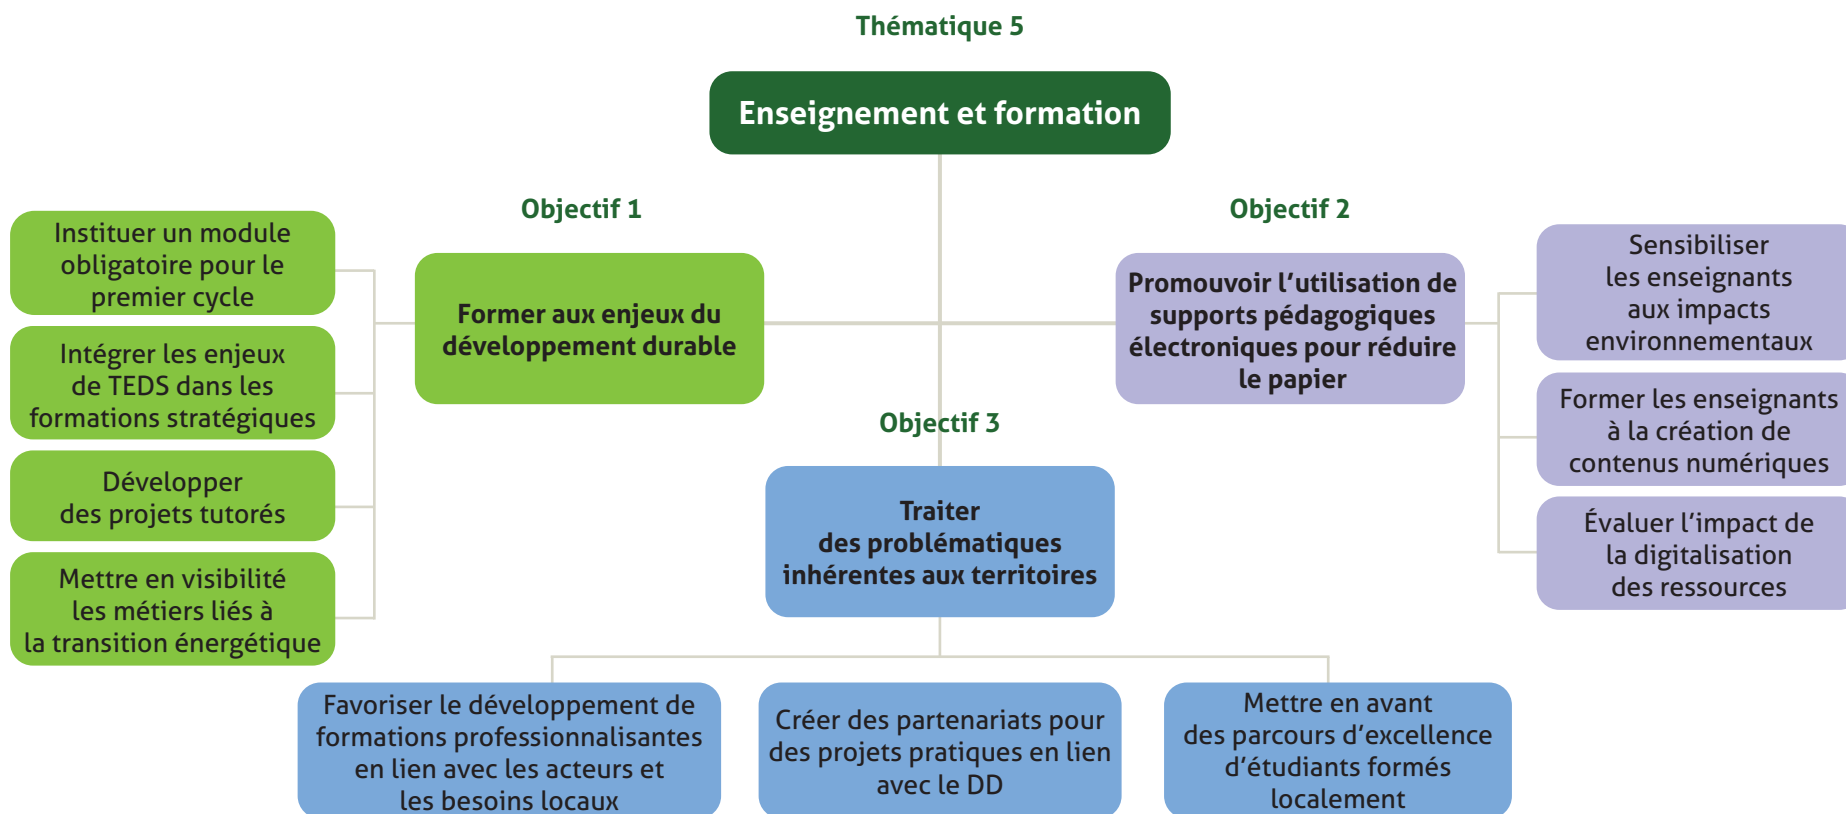 Thématique 5
Enseignement et formation
Objectif 1
Former aux enjeux du
développement durable
Instituer un module
obligatoire pour le
premier cycle
Intégrer les enjeux
de TEDS dans les
formations stratégiques
Développer
des projets tutorés
Mettre en visibilité
les métiers liés à
la transition énergétique
Objectif 2
Promouvoir l’utilisation de
supports pédagogiques
électroniques pour réduire
le papier
Sensibiliser
les enseignants
aux impacts
environnementaux
Former les enseignants
à la création de
contenus numériques
Évaluer l’impact de
la digitalisation
des ressources
Objectif 3
Traiter
des problématiques
inhérentes aux territoires
Favoriser le développement de
formations professionnalisantes
en lien avec les acteurs et
les besoins locaux
Créer des partenariats pour
des projets pratiques en lien
avec le DD
Mettre en avant
des parcours d’excellence
d’étudiants formés
localement